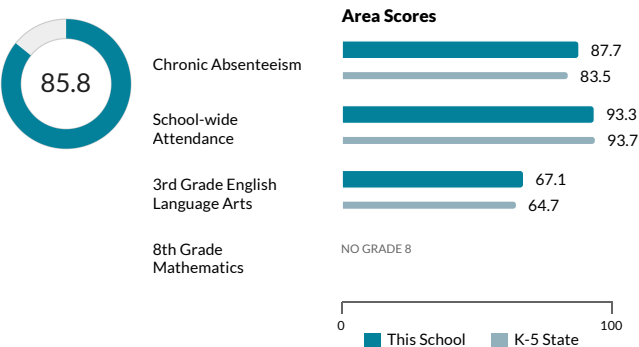 Area Scores
85.8
Chronic Absenteeism
87.7
83.5
School-wide
Attendance
93.3
93.7
3rd Grade English
Language Arts
67.1
64.7
8th Grade
Mathematics
NO GRADE 8
0
100
This School
K-5 State